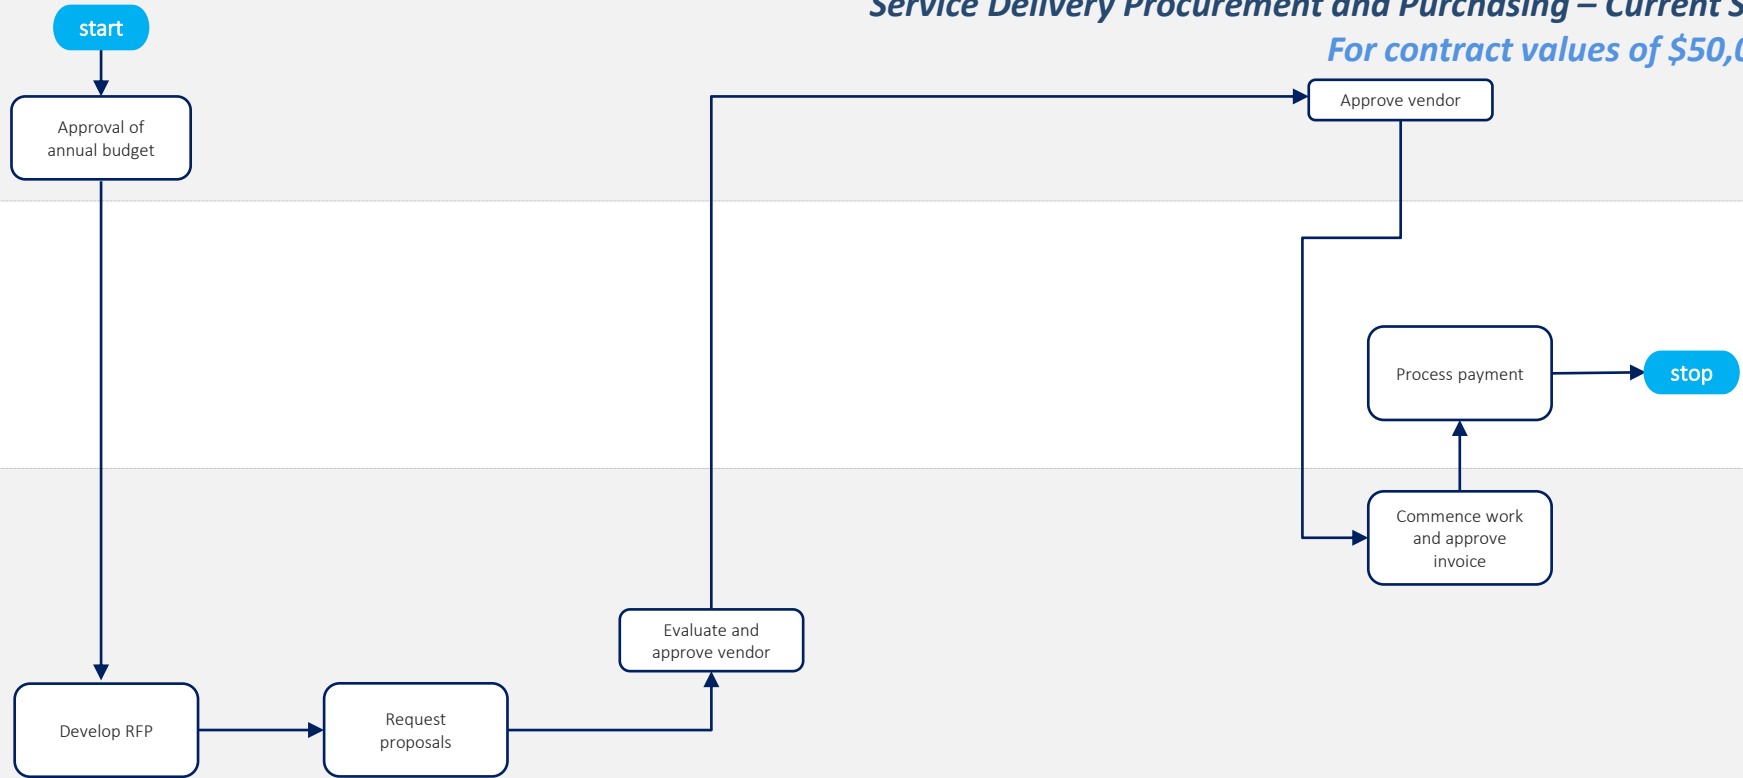 Service Delivery Procurement and Purchasing – Current
For contract values of
start
Approval of
annual budget
Approve vendor
Process payment
stop
Commence work
and approve
invoice
Evaluate and
approve vendor
Develop RFP
Request
proposals